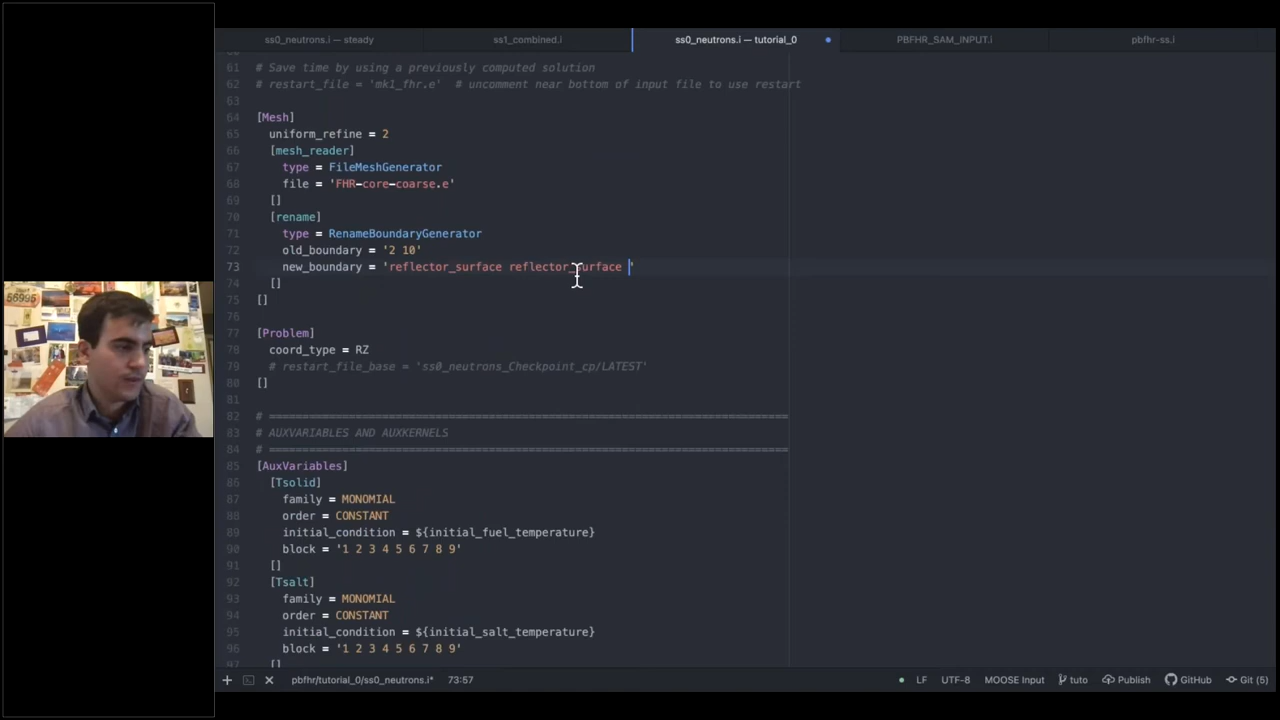 ss0_neutrons.i — steady
ss1_combined.i
ss0_neutrons.i — tutorial_0
PBFHR_SAM_INPUT.i
pbfhr-ss.i
61 # Save time by using a previously computed solution
62 # restart_file = 'mk1_fhr.e' # uncomment near bottom of input file to use restart
63
64 [Mesh]
65 uniform_refine = 2
66 [mesh_reader]
67 type = FileMeshGenerator
68 file = 'FHR-core-coarse.e'
69 []
70 [rename]
71 type = RenameBoundaryGenerator
72 old_boundary = '2 10'
73 new_boundary = 'reflector_surface reflector_surface '
74 []
75 []
76
77 [Problem]
78 coord_type = RZ
79 # restart_file_base = 'ss0_neutrons_Checkpoint_cp/LATEST'
80 []
81
82 # ==============================================================================
83 # AUXVARIABLES AND AUXKERNELS
84 # ==============================================================================
85 [AuxVariables]
86 [Tsolid]
87 family = MONOMIAL
88 order = CONSTANT
89 initial_condition = ${initial_fuel_temperature}
90 block = '1 2 3 4 5 6 7 8 9'
91 []
92 [Tsalt]
93 family = MONOMIAL
94 order = CONSTANT
95 initial_condition = ${initial_salt_temperature}
96 block = '1 2 3 4 5 6 7 8 9'
97 []
pbfhr/tutorial_0/ss0_neutrons.i* 73:57 LF UTF-8 MOOSE Input tuto Publish GitHub Git (5)
56995